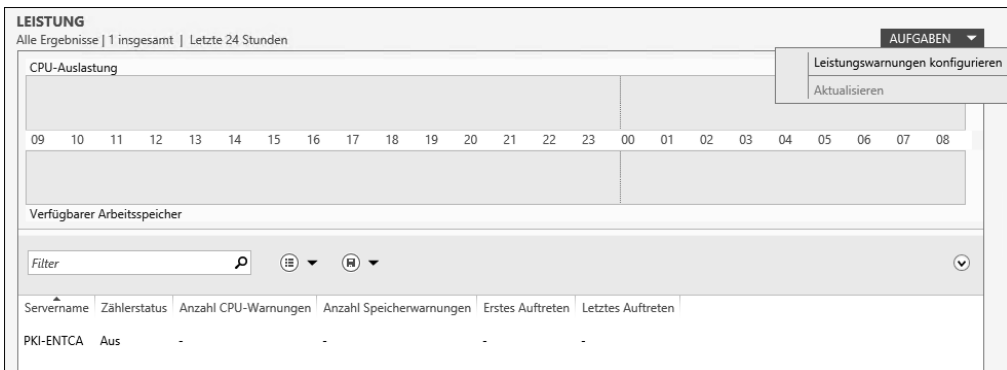 LEISTUNG
Alle Ergebnisse | 1 insgesamt | Letzte 24 Stunden
AUFGABEN
Leistungswarnungen konfigurieren
Aktualisieren
CPU-Auslastung
09 10 11 12 13 14 15 16 17 18 19 20 21 22 23 00 01 02 03 04 05 06 07 08
Verfügbarer Arbeitsspeicher
Filter
Servername Zählerstatus Anzahl CPU-Warnungen Anzahl Speicherwarnungen Erstes Auftreten Letztes Auftreten
PKI-ENTCA Aus - - - -